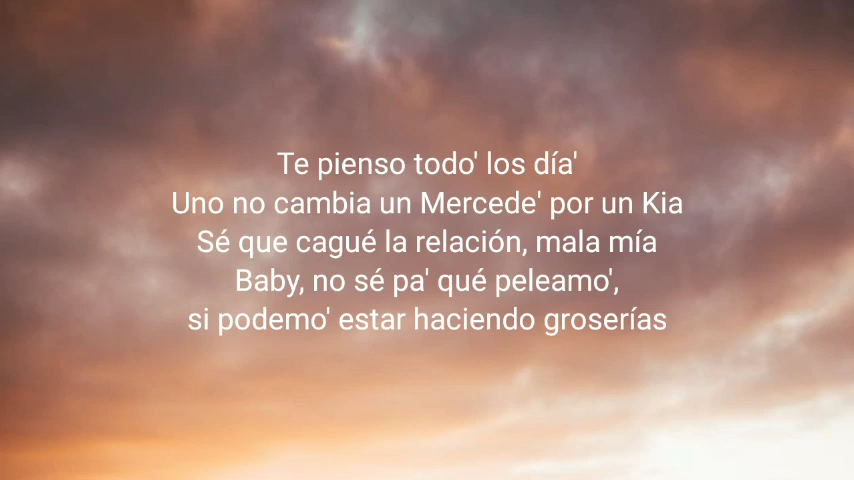 Te pienso todo' los día'
Uno no cambia un Mercede' por un Kia
Sé que cagué la relación, mala mía
Baby, no sé pa' qué peleamo',
si podemo' estar haciendo groserías